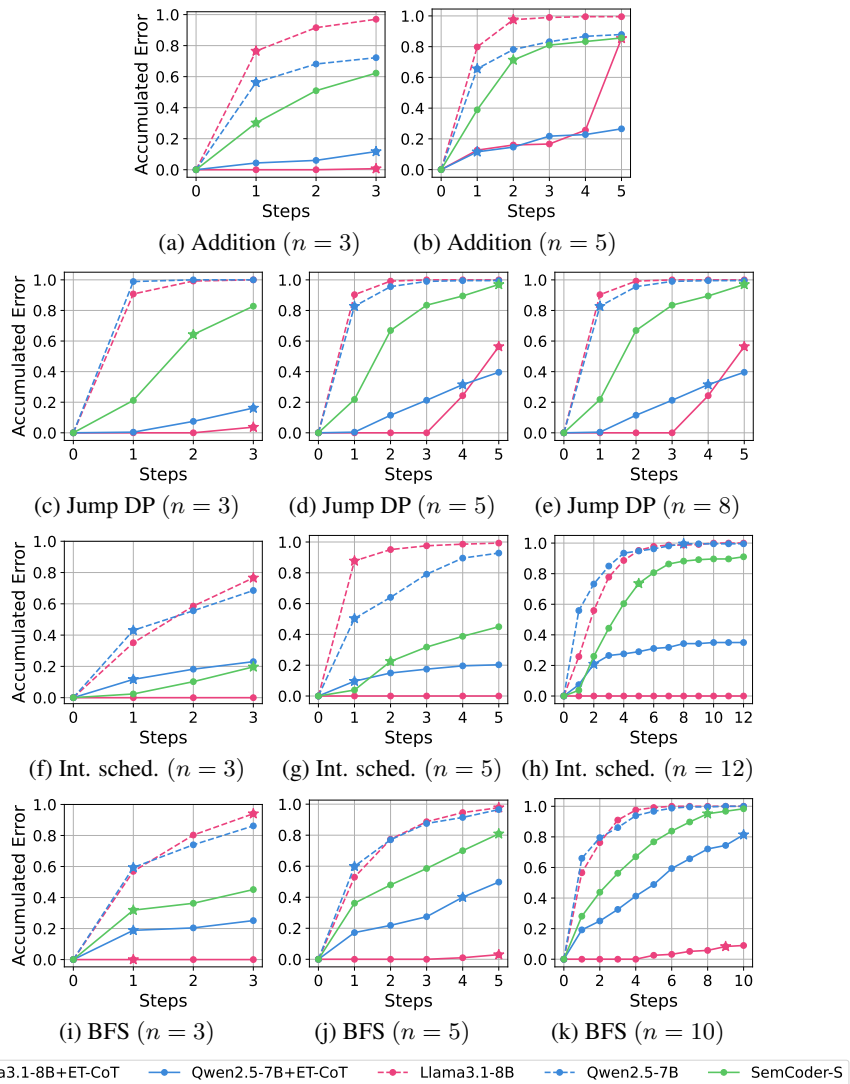 Accumulated Error
1.0
0.8
0.6
0.4
0.2
0.0
0 1 2 3
Steps
(a) Addition (n = 3)
1.0
0.8
0.6
0.4
0.2
0.0
0 1 2 3 4 5
Steps
(b) Addition (n = 5)
Accumulated Error
1.0
0.8
0.6
0.4
0.2
0.0
0 1 2 3
Steps
(c) Jump DP (n = 3)
1.0
0.8
0.6
0.4
0.2
0.0
0 1 2 3 4 5
Steps
(d) Jump DP (n = 5)
1.0
0.8
0.6
0.4
0.2
0.0
0 1 2 3 4 5
Steps
(e) Jump DP (n = 8)
Accumulated Error
1.0
0.8
0.6
0.4
0.2
0.0
0 1 2 3
Steps
(f) Int. sched. (n = 3)
1.0
0.8
0.6
0.4
0.2
0.0
0 1 2 3 4 5
Steps
(g) Int. sched. (n = 5)
1.0
0.8
0.6
0.4
0.2
0.0
0 2 4 6 8 10 12
Steps
(h) Int. sched. (n = 12)
Accumulated Error
1.0
0.8
0.6
0.4
0.2
0.0
0 1 2 3
Steps
(i) BFS (n = 3)
1.0
0.8
0.6
0.4
0.2
0.0
0 1 2 3 4 5
Steps
(j) BFS (n = 5)
1.0
0.8
0.6
0.4
0.2
0.0
0 2 4 6 8 10
Steps
(k) BFS (n = 10)
a3.1-8B+ET-CoT Qwen2.5-7B+ET-CoT Llama3.1-8B Qwen2.5-7B SemCoder-S